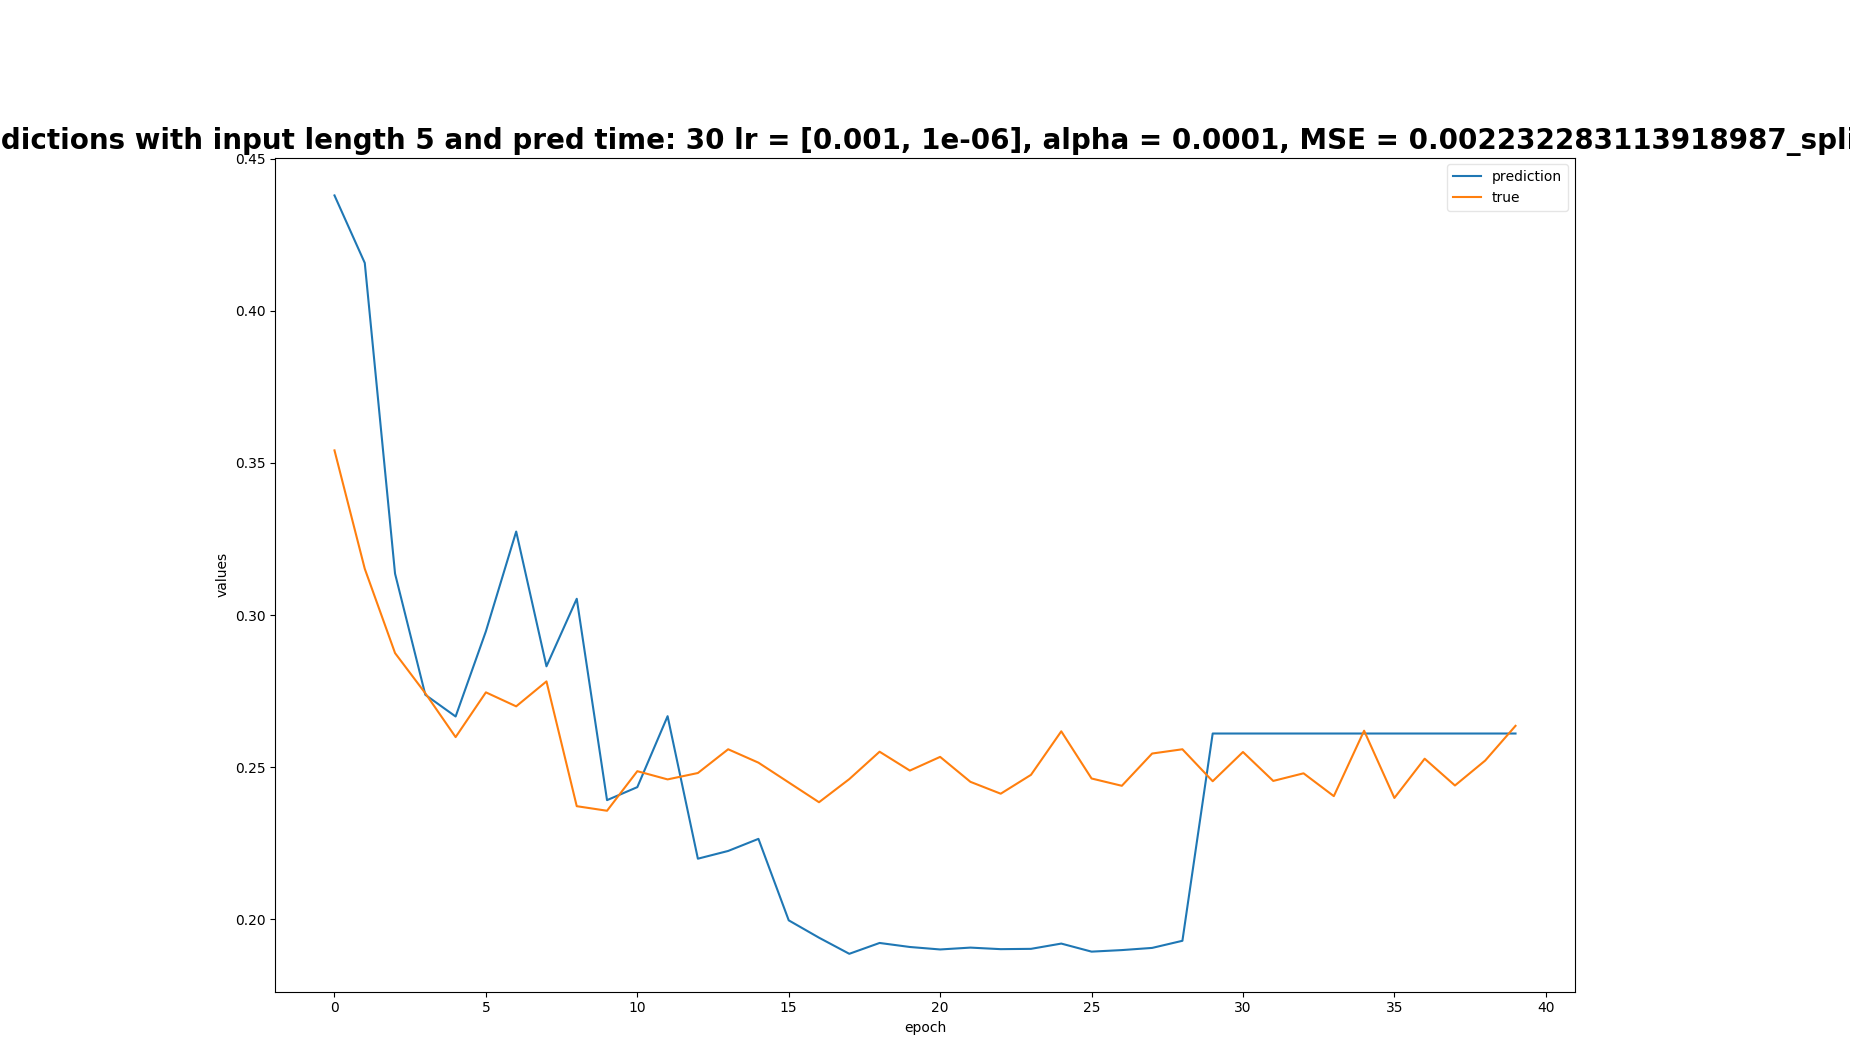 dictions with input length 5 and pred time: 30 lr = [0.001, 1e-06], alpha = 0.0001, MSE = 0.002232283113918987_spli
prediction
true
0.45
0.40
0.35
0.30
0.25
0.20
values
0 5 10 15 20 25 30 35 40
epoch